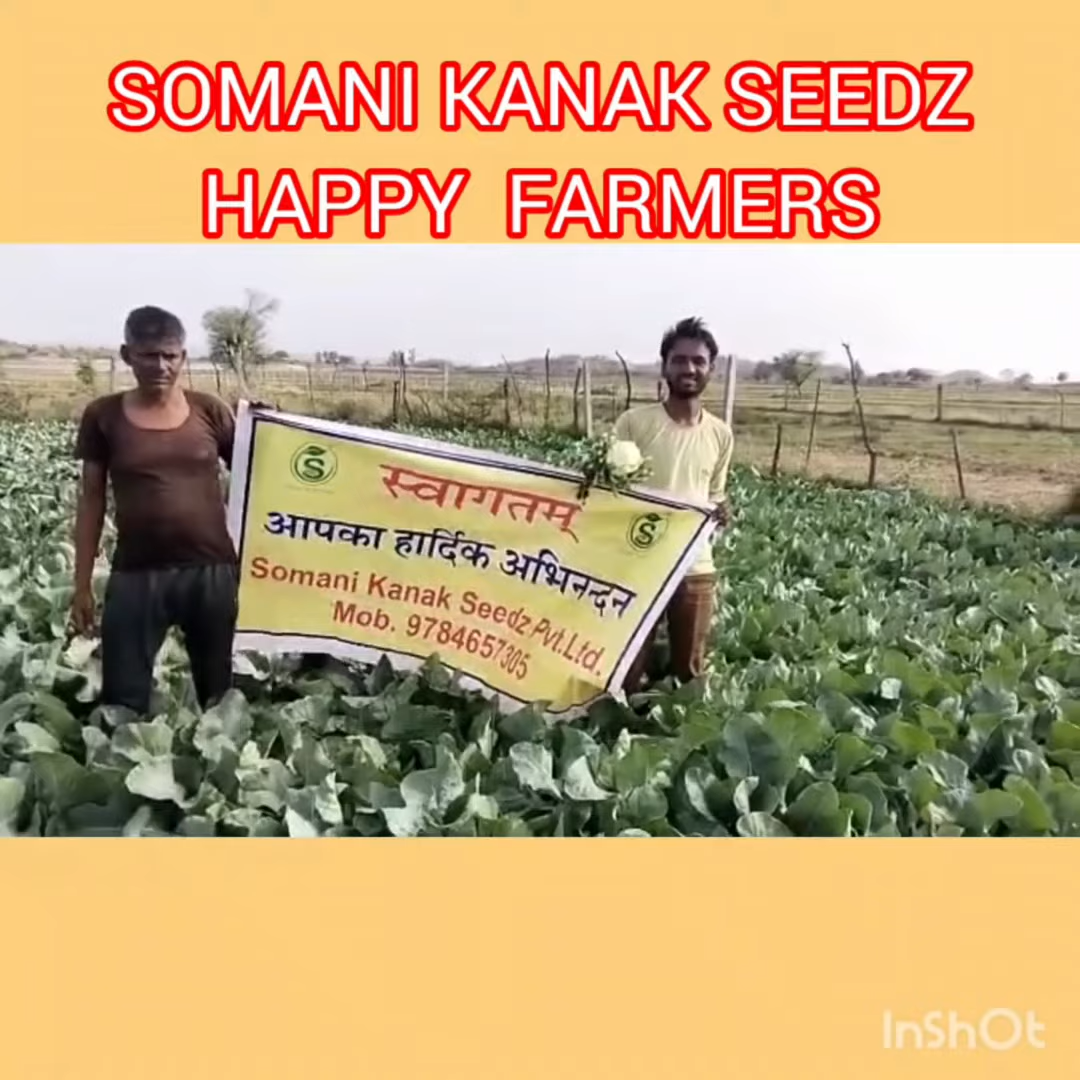 SOMANI KANAK SEEDZ
HAPPY FARMERS
S
S
स्वागतम्
आपका हार्दिक अभिनन्दन
Somani Kanak Seedz Pvt.Ltd.
Mob. 9784657305
InShOt